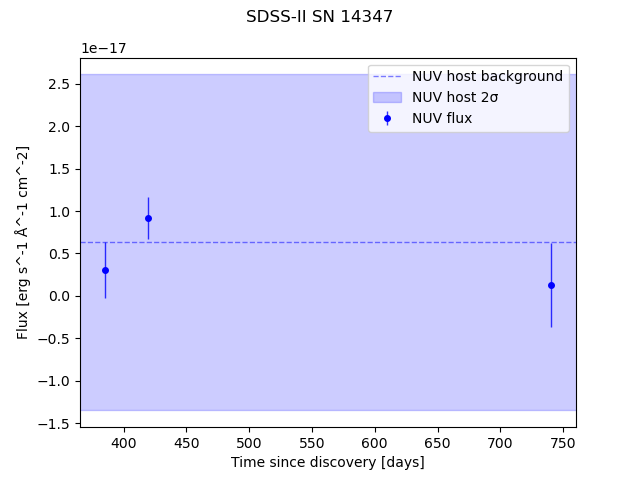 SDSS-II SN 14347
1e−17
NUV host background
NUV host 2σ
NUV flux
2.5
2.0
1.5
1.0
0.5
0.0
−0.5
−1.0
−1.5
Flux [erg s^-1 Å^-1 cm^-2]
400 450 500 550 600 650 700 750
Time since discovery [days]